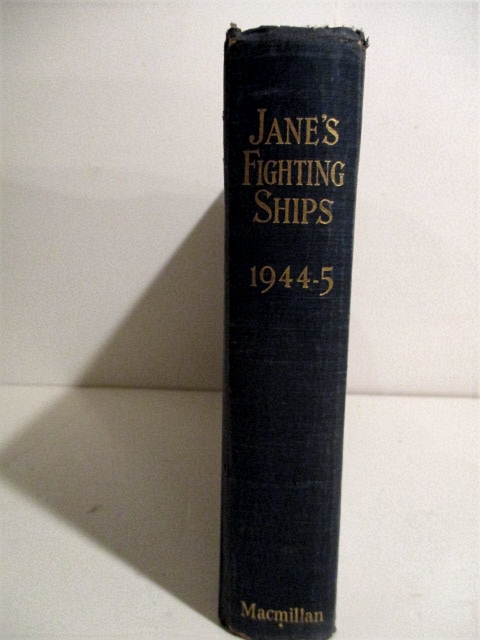 JANE'S
FIGHTING
SHIPS
1944-5
Macmillan